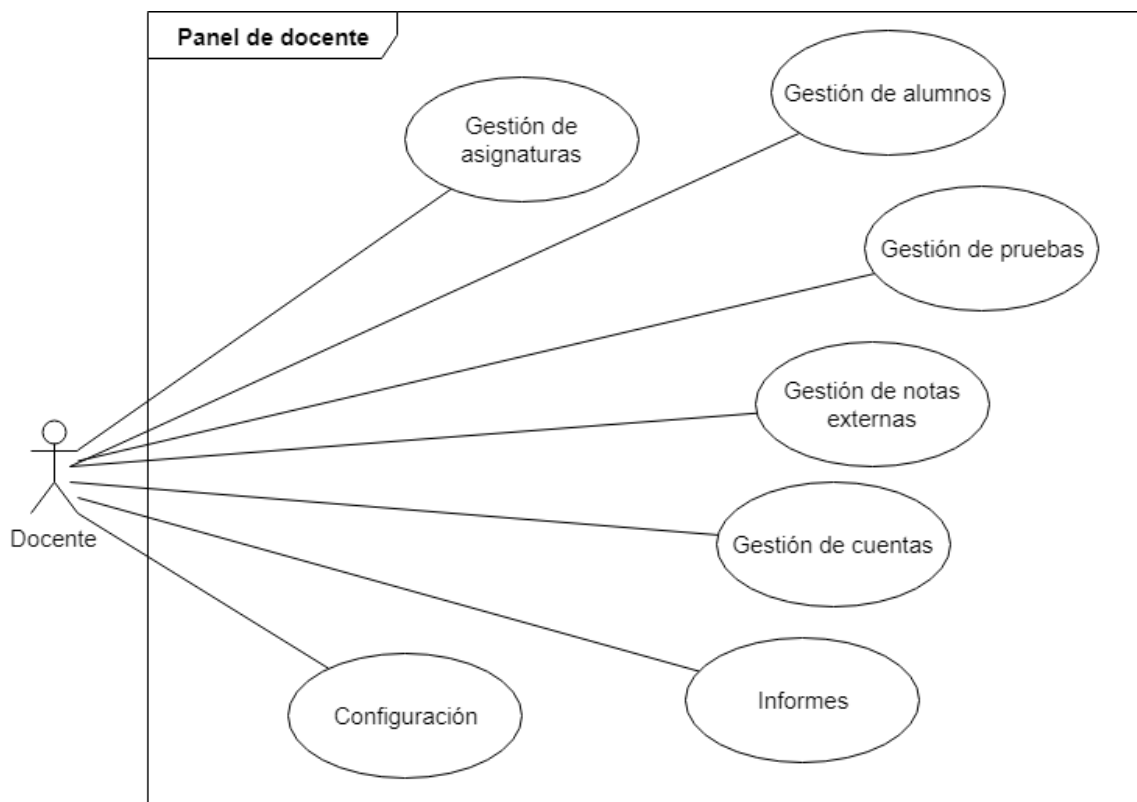 Panel de docente
Gestión de alumnos
Gestión de
asignaturas
Gestión de pruebas
Gestión de notas
externas
Docente
Gestión de cuentas
Informes
Configuración